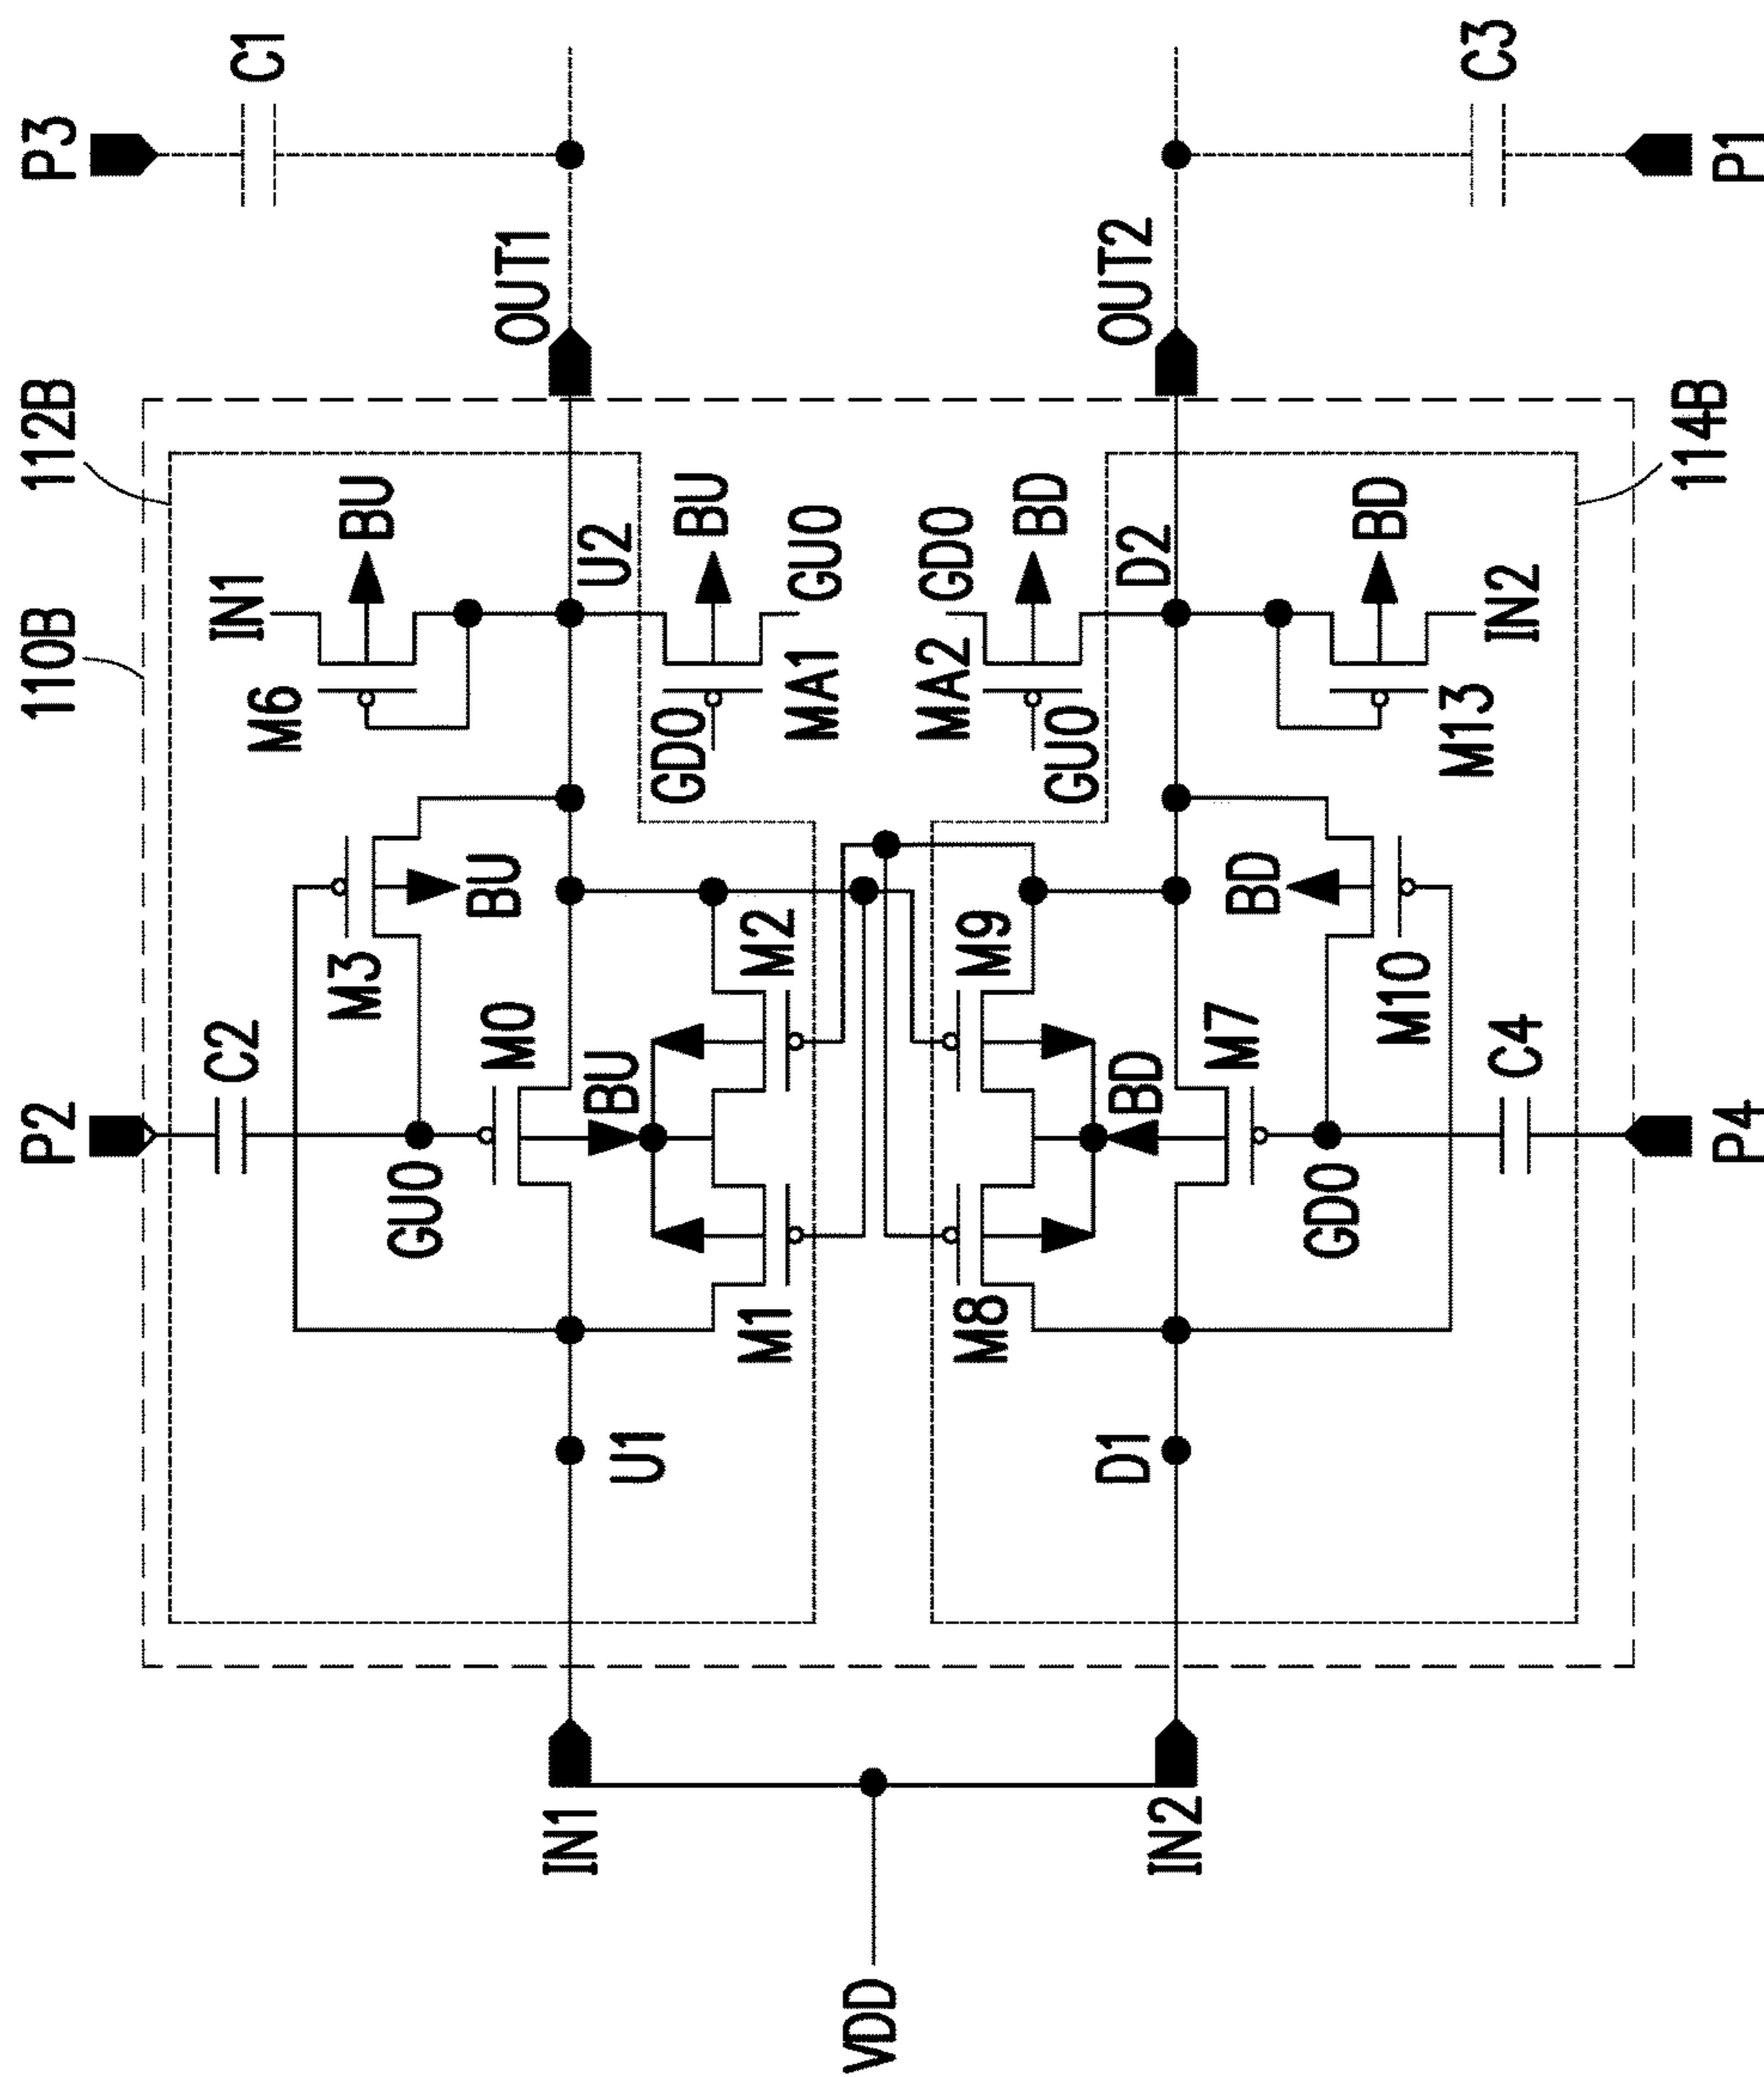 P3
C1
P2
C2
110B
112B
IN1
BU
M6
M3
BU
GU0
M0
BU
OUT1
U2
IN1
U1
M1
M2
GD0
BU
MA1
GU0
VDD
M8
M9
MA2
GD0
BD
GU0
IN2
D1
BD
M7
D2
OUT2
GD0
BD
M10
M13
BD
IN2
C4
P4
114B
C3
P1